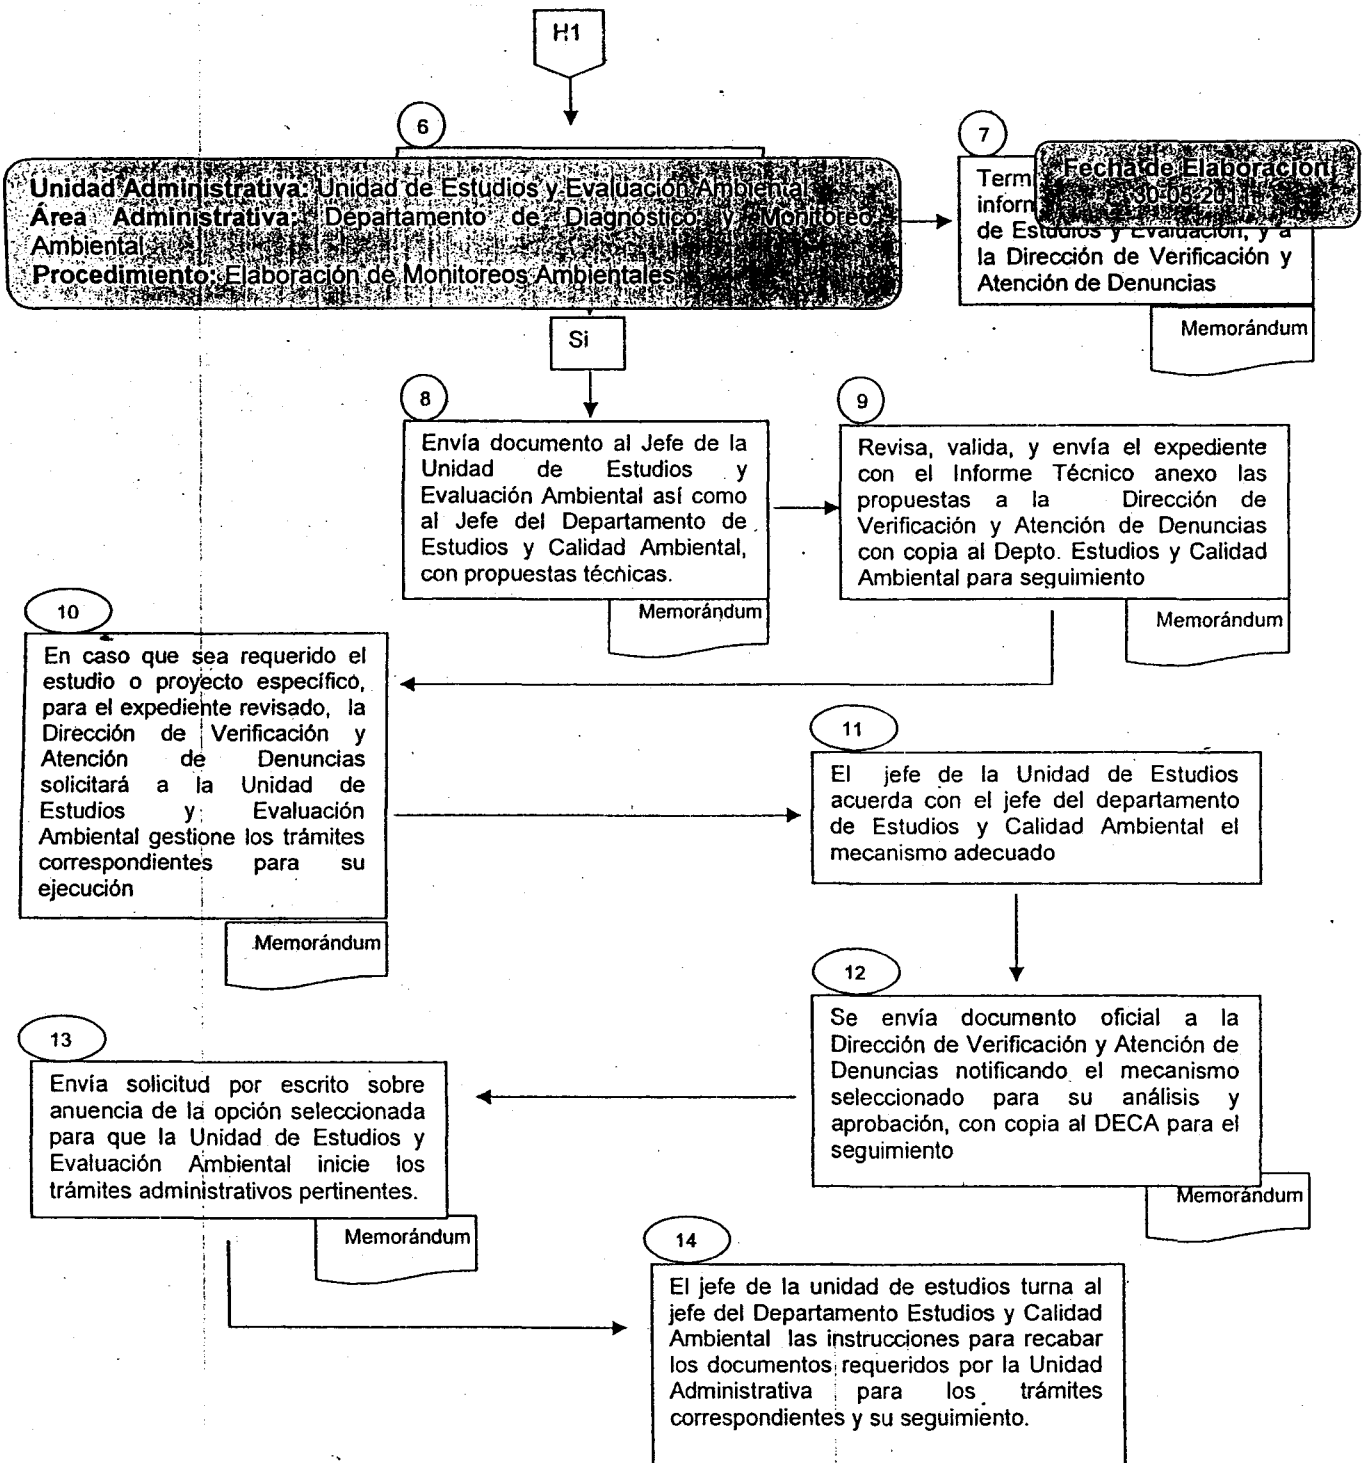 H1
6
Unidad Administrativa: Unidad de Estudios y Evaluación Ambiental
Área Administrativa: Departamento de Diagnóstico y Monitoreo
Ambiental
Procedimiento: Elaboración de Monitoreos Ambientales
7
Fecha de Elaboración
30-05-2011
Term
inform
de Estudios y Evaluación, y a
la Dirección de Verificación y
Atención de Denuncias
Memorándum
Si
8
Envía documento al Jefe de la
Unidad de Estudios y
Evaluación Ambiental así como
al Jefe del Departamento de
Estudios y Calidad Ambiental,
con propuestas técnicas.
Memorándum
9
Revisa, valida, y envía el expediente
con el Informe Técnico anexo las
propuestas a la Dirección de
Verificación y Atención de Denuncias
con copia al Depto. Estudios y Calidad
Ambiental para seguimiento
Memorándum
10
En caso que sea requerido el
estudio o proyecto específico,
para el expediente revisado, la
Dirección de Verificación y
Atención de Denuncias
solicitará a la Unidad de
Estudios y Evaluación
Ambiental gestione los trámites
correspondientes para su
ejecución
Memorándum
11
El jefe de la Unidad de Estudios
acuerda con el jefe del departamento
de Estudios y Calidad Ambiental el
mecanismo adecuado
12
Se envía documento oficial a la
Dirección de Verificación y Atención de
Denuncias notificando el mecanismo
seleccionado para su análisis y
aprobación, con copia al DECA para el
seguimiento
Memorándum
13
Envía solicitud por escrito sobre
anuencia de la opción seleccionada
para que la Unidad de Estudios y
Evaluación Ambiental inicie los
trámites administrativos pertinentes.
Memorándum
14
El jefe de la unidad de estudios turna al
jefe del Departamento Estudios y Calidad
Ambiental las instrucciones para recabar
los documentos requeridos por la Unidad
Administrativa para los trámites
correspondientes y su seguimiento.